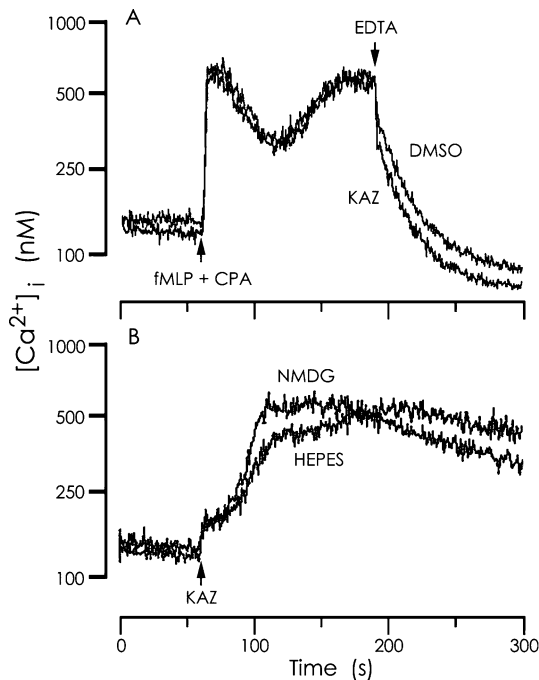 A
EDTA
1000
500
250
100
DMSO
KAZ
fMLP + CPA
[Ca2+]i (nM)
B
1000
500
250
100
NMDG
HEPES
KAZ
0 100 200 300
Time (s)